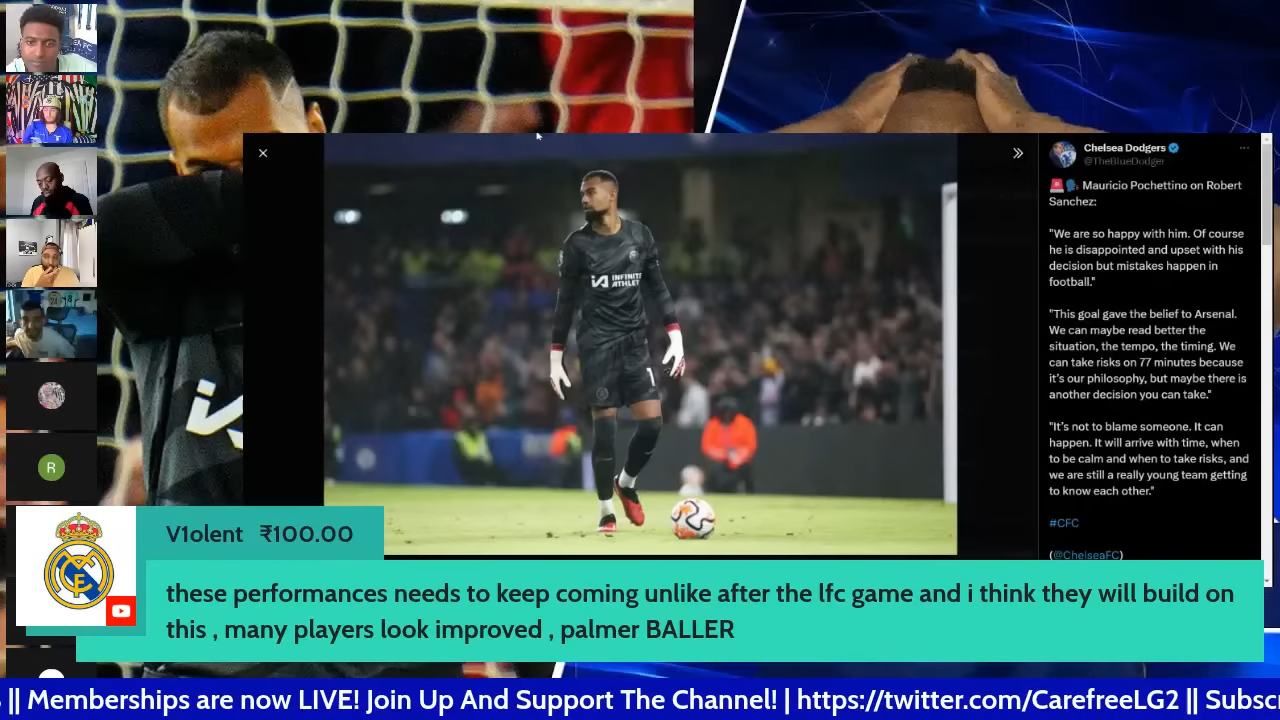 Chelsea Dodgers
@TheBlueDodger
🚨🗣️ Mauricio Pochettino on Robert
Sanchez:
"We are so happy with him. Of course
he is disappointed and upset with his
decision but mistakes happen in
football."
"This goal gave the belief to Arsenal.
We can maybe read better the
situation, the tempo, the timing. We
can take risks on 77 minutes because
it's our philosophy, but maybe there is
another decision you can take."
"It's not to blame someone. It can
happen. It will arrive with time, when
to be calm and when to take risks, and
we are still a really young team getting
to know each other."
#CFC
(@ChelseaFC)
INFINITE
ATHLETE
1
R
V1olent ₹100.00
these performances needs to keep coming unlike after the lfc game and i think they will build on
this , many players look improved , palmer BALLER
|| Memberships are now LIVE! Join Up And Support The Channel! | https://twitter.com/CarefreeLG2 || Subscr